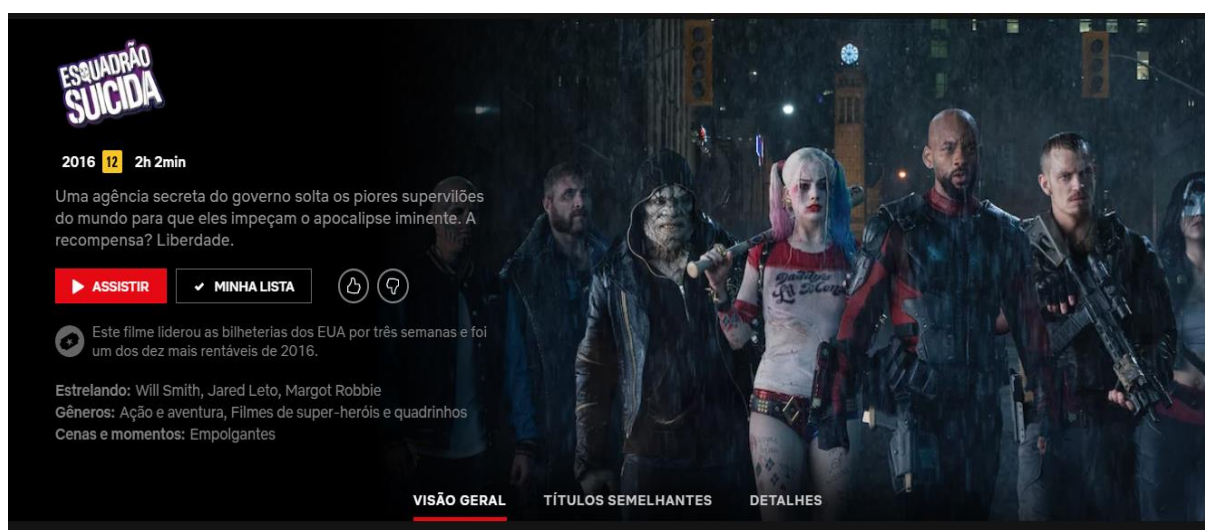 ESQUADRÃO
SUICIDA
2016 12 2h 2min
Uma agência secreta do governo solta os piores supervilões
do mundo para que eles impeçam o apocalipse iminente. A
recompensa? Liberdade.
ASSISTIR MINHA LISTA
Este filme liderou as bilheterias dos EUA por três semanas e foi
um dos dez mais rentáveis de 2016.
Estrelando: Will Smith, Jared Leto, Margot Robbie
Gêneros: Ação e aventura, Filmes de super-heróis e quadrinhos
Cenas e momentos: Empolgantes
Daddy's
Lil Monster
VISÃO GERAL TÍTULOS SEMELHANTES DETALHES